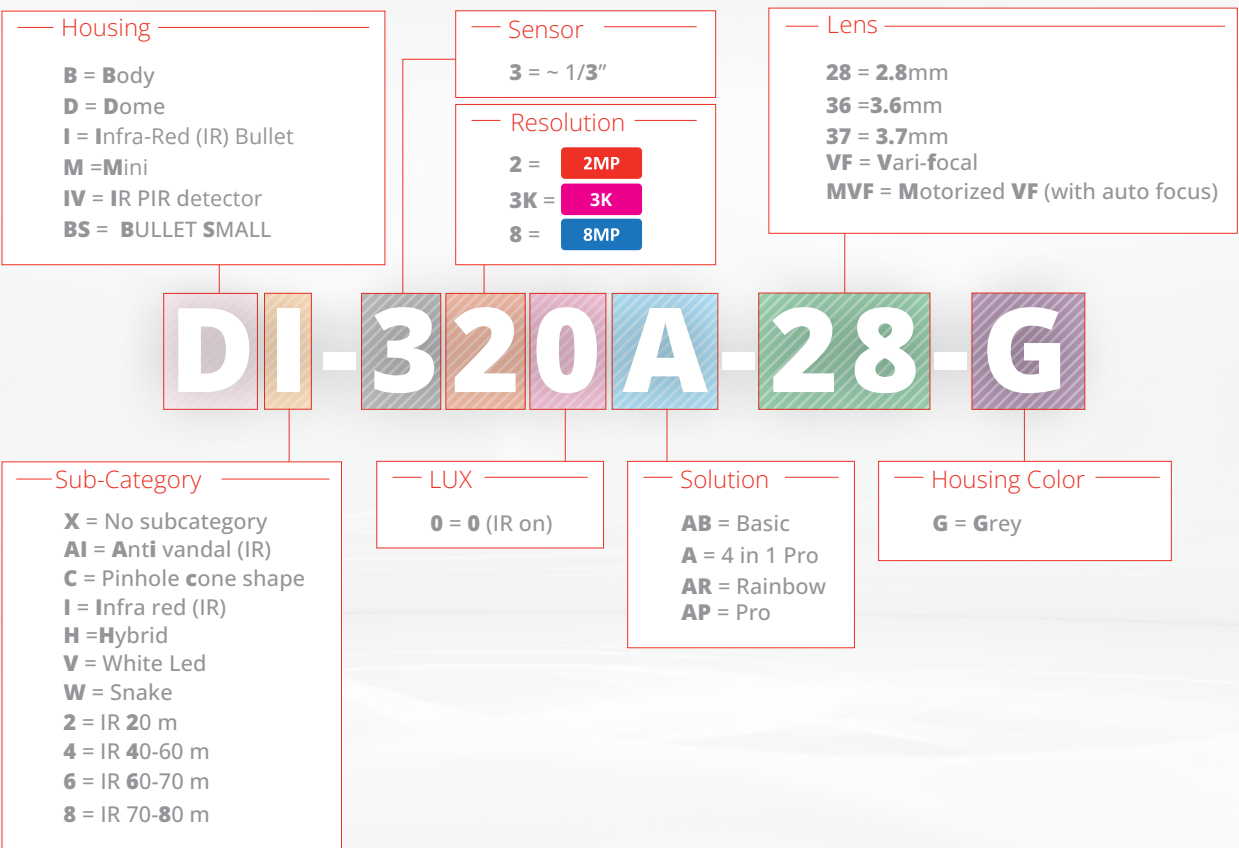 Housing
B = Body
D = Dome
I = Infra-Red (IR) Bullet
M =Mini
IV = IR PIR detector
BS = BULLET SMALL
Sensor
3 = ~ 1/3”
Resolution
2 = 2MP
3K = 3K
8 = 8MP
Lens
28 = 2.8mm
36 =3.6mm
37 = 3.7mm
VF = Vari-focal
MVF = Motorized VF (with auto focus)
DI-320A-28-G
Sub-Category
X = No subcategory
AI = Anti vandal (IR)
C = Pinhole cone shape
I = Infra red (IR)
H =Hybrid
V = White Led
W = Snake
2 = IR 20 m
4 = IR 40-60 m
6 = IR 60-70 m
8 = IR 70-80 m
LUX
0 = 0 (IR on)
Solution
AB = Basic
A = 4 in 1 Pro
AR = Rainbow
AP = Pro
Housing Color
G = Grey